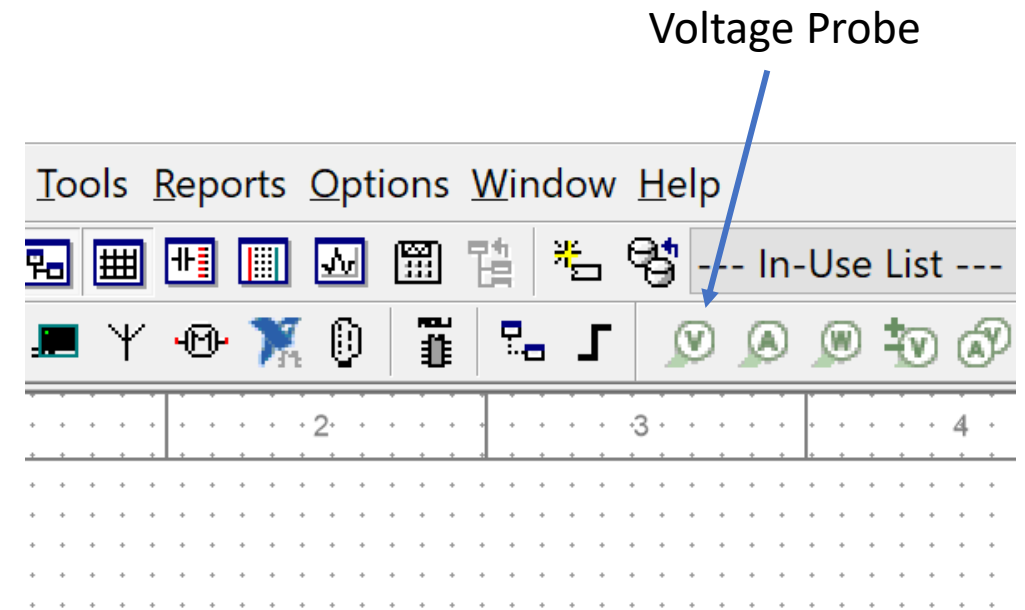 Voltage Probe
Tools Reports Options Window Help
--- In-Use List ---
V A W V A V
2 3 4